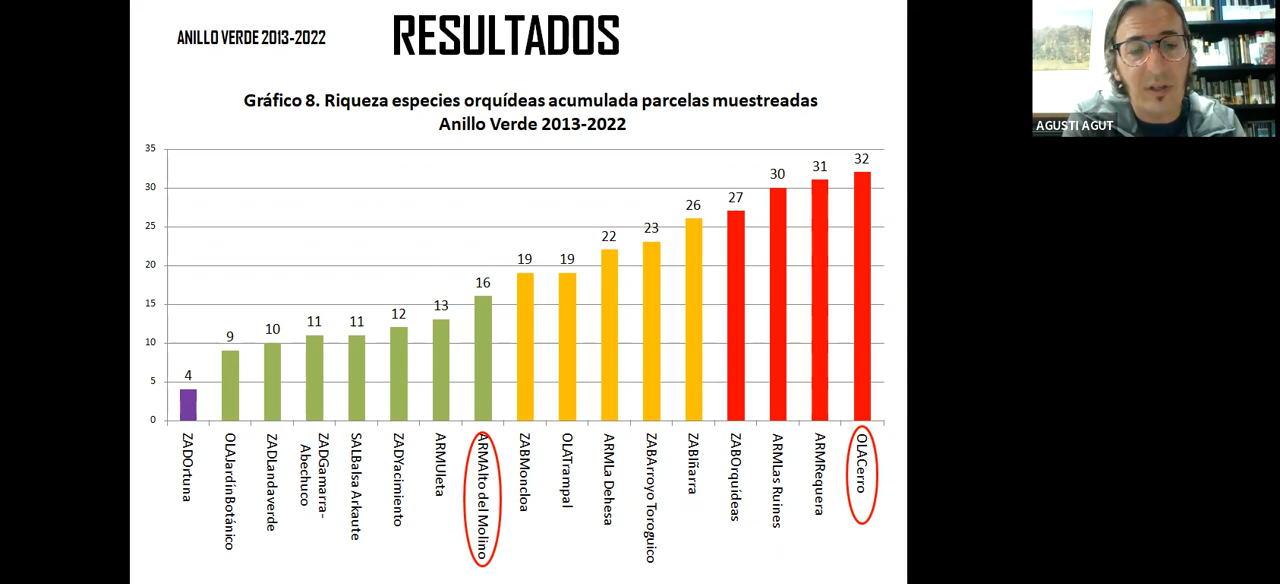 ANILLO VERDE 2013-2022
RESULTADOS
Gráfico 8. Riqueza especies orquídeas acumulada parcelas muestreadas
Anillo Verde 2013-2022
35
30
25
20
15
10
5
0
4
9
10
11
11
12
13
16
19
19
22
23
26
27
30
31
32
ZADOrtuna
OLAJardínBotánico
ZADLandaverde
ZADGamarra-
Abechuco
SALBalsa Arkaute
ZADYacimiento
ARMUleta
ARMAlto del Molino
ZABMoncloa
OLATrampal
ARMLa Dehesa
ZABArroyo Toroguico
ZABIñarra
ZABOrquídeas
ARMLas Ruines
ARMRequera
OLACerro
AGUSTI AGUT